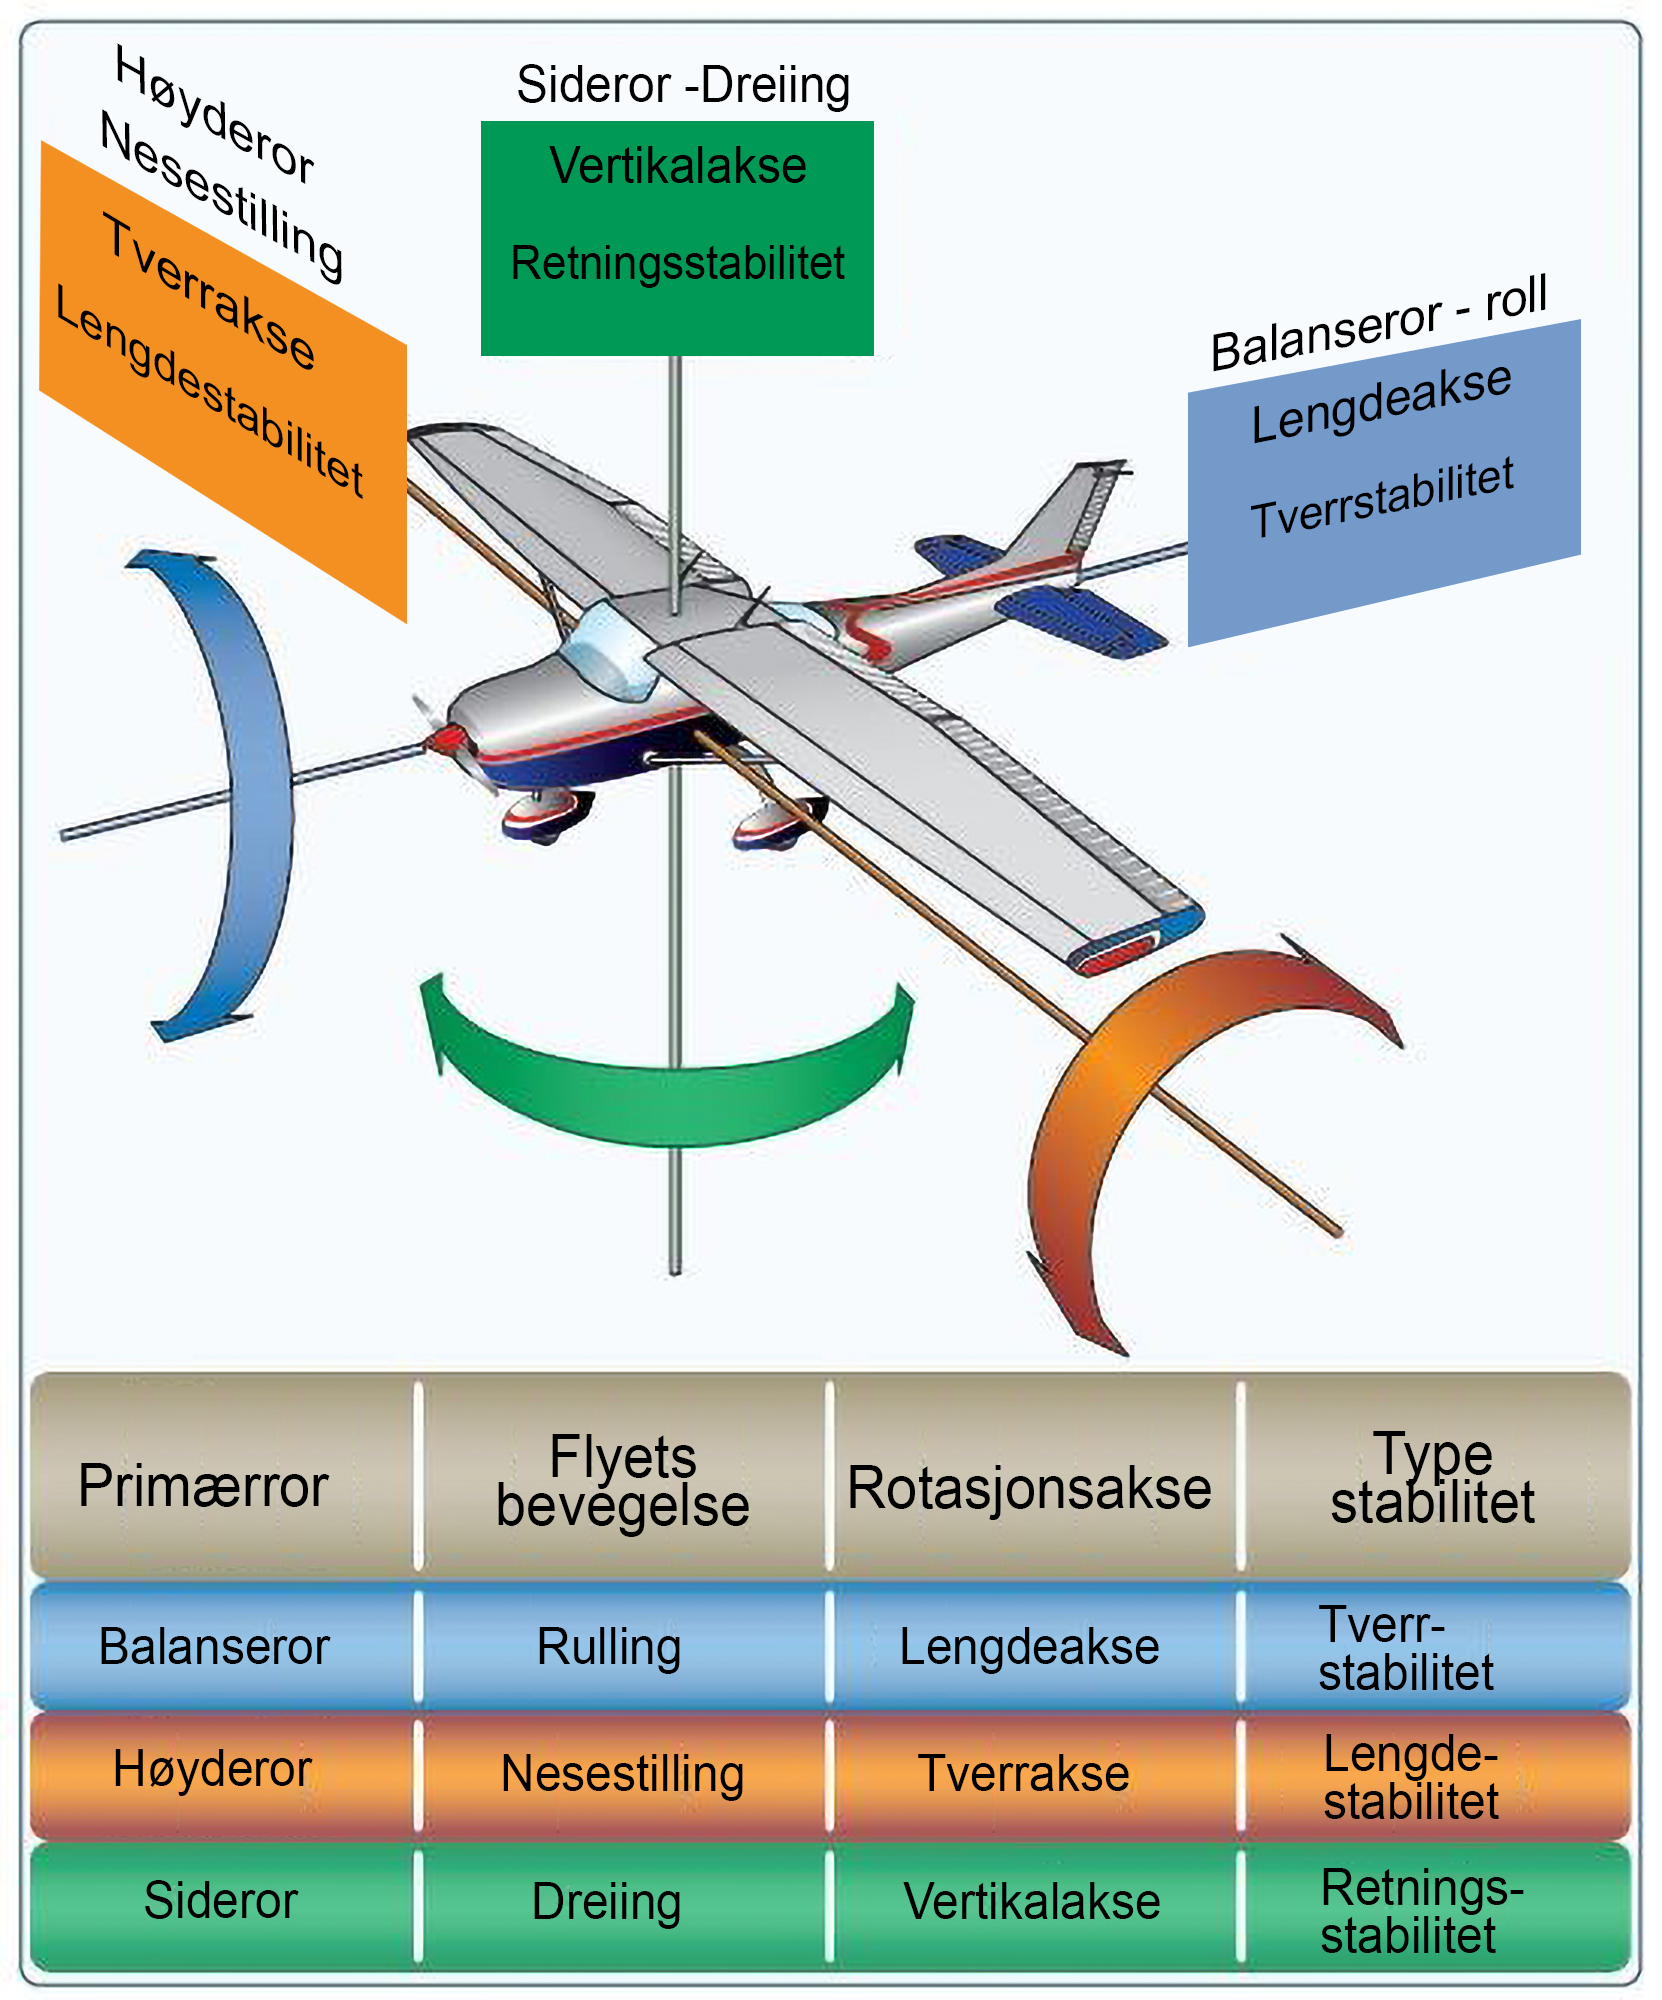 Høyderor
Nesestilling
Tverrakse
Lengdestabilitet
Sideror -Dreiing
Vertikalakse
Retningsstabilitet
Balanseror - roll
Lengdeakse
Tverrstabilitet
Primærror
Flyets
bevegelse
Rotasjonsakse
Type
stabilitet
Balanseror
Rulling
Lengdeakse
Tverr-
stabilitet
Høyderor
Nesestilling
Tverrakse
Lengde-
stabilitet
Sideror
Dreiing
Vertikalakse
Retnings-
stabilitet